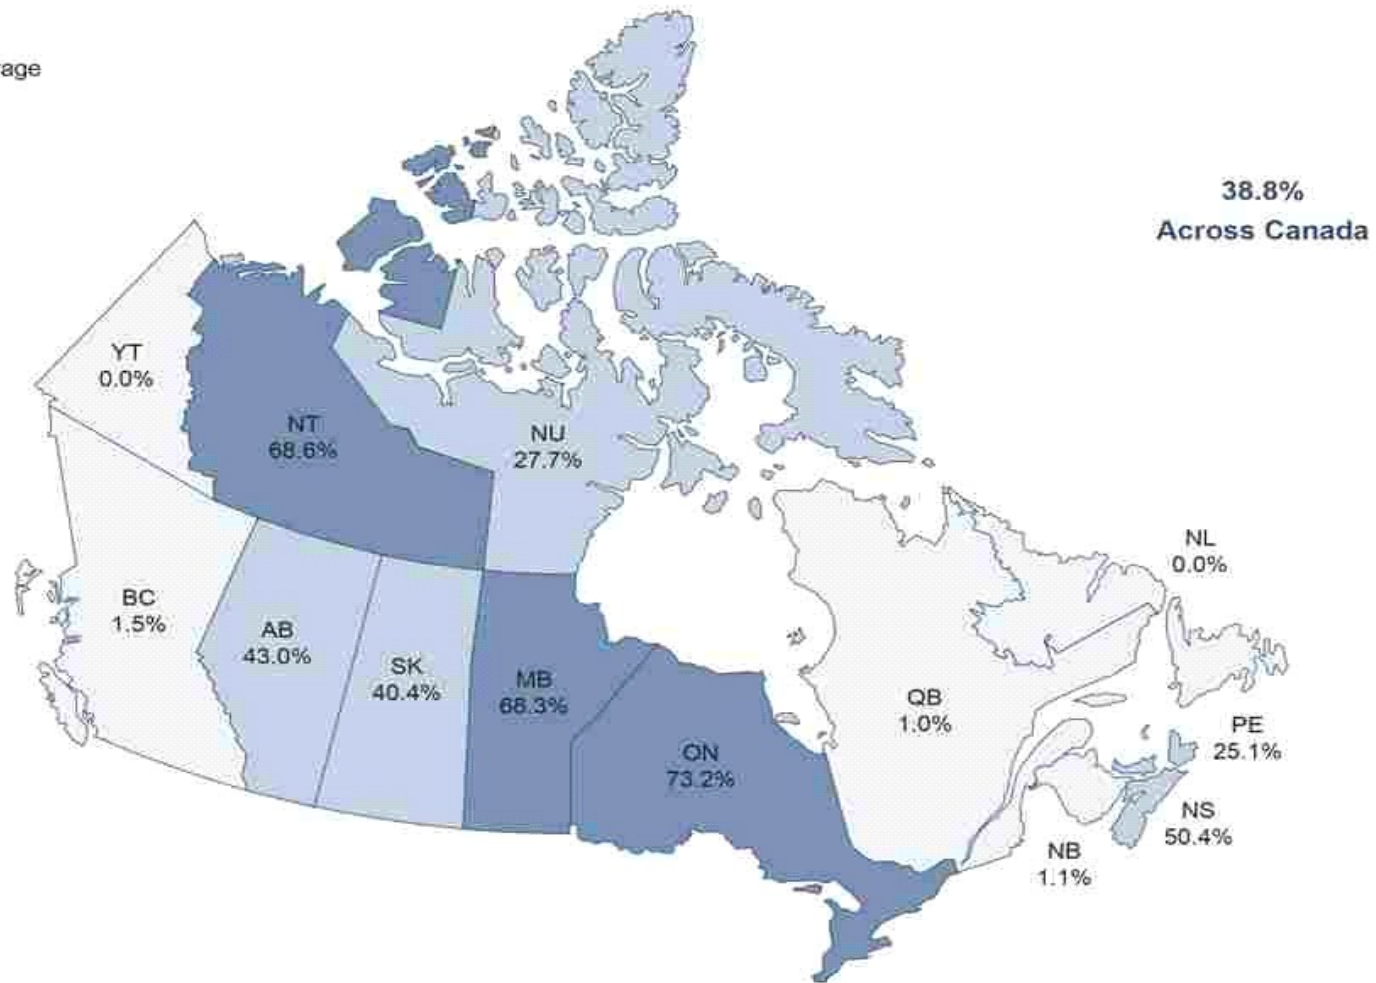 age
38.8%
Across Canada
YT
0.0%
NT
68.6%
NU
27.7%
NL
0.0%
BC
1.5%
AB
43.0%
SK
40.4%
MB
68.3%
QB
1.0%
ON
73.2%
PE
25.1%
NS
50.4%
NB
1.1%